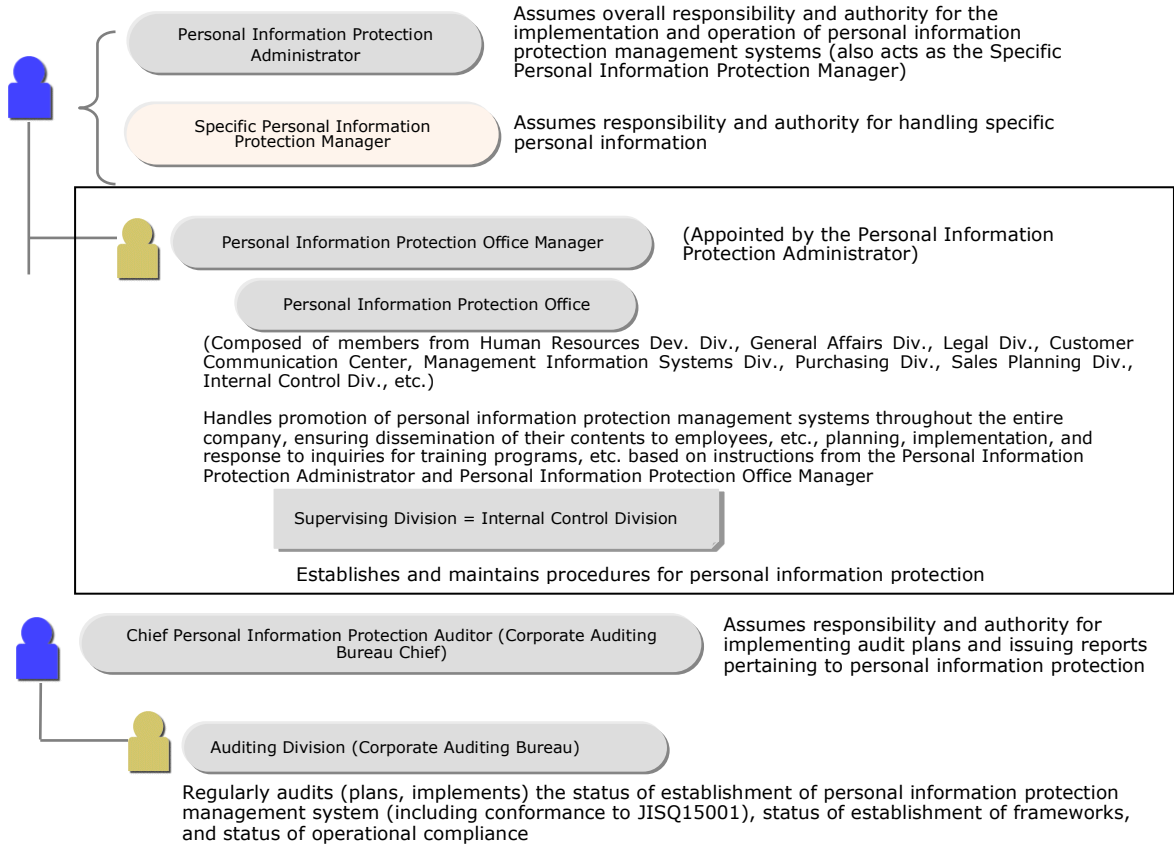 Personal Information Protection
Administrator
Assumes overall responsibility and authority for the
implementation and operation of personal information
protection management systems (also acts as the Specific
Personal Information Protection Manager)
Specific Personal Information
Protection Manager
Assumes responsibility and authority for handling specific
personal information
Personal Information Protection Office Manager
(Appointed by the Personal Information
Protection Administrator)
Personal Information Protection Office
(Composed of members from Human Resources Dev. Div., General Affairs Div., Legal Div., Customer
Communication Center, Management Information Systems Div., Purchasing Div., Sales Planning Div.,
Internal Control Div., etc.)
Handles promotion of personal information protection management systems throughout the entire
company, ensuring dissemination of their contents to employees, etc., planning, implementation, and
response to inquiries for training programs, etc. based on instructions from the Personal Information
Protection Administrator and Personal Information Protection Office Manager
Supervising Division = Internal Control Division
Establishes and maintains procedures for personal information protection
Chief Personal Information Protection Auditor (Corporate Auditing
Bureau Chief)
Assumes responsibility and authority for
implementing audit plans and issuing reports
pertaining to personal information protection
Auditing Division (Corporate Auditing Bureau)
Regularly audits (plans, implements) the status of establishment of personal information protection
management system (including conformance to JISQ15001), status of establishment of frameworks,
and status of operational compliance